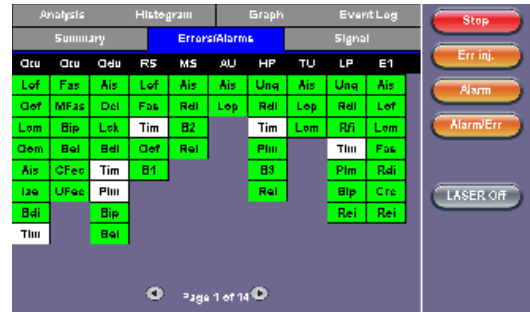 Analysis Histogram Graph Event Log
Summary Errors/Alarms Signal
Otu Otu Odu RS MS AU HP TU LP E1
Lof Fas Ais Lof Ais Ais Unq Ais Unq Ais
Oof MFas Oci Fas Rdi Lop Rdi Lop Rdi Lof
Lom Bip Lck Tim B2 Tim Lom Rfi Lom
Oom Bei Bdi Oof Rei Plm Tim Fas
Ais CFec Tim B1 B3 Plm Rdi
Iae UFec Plm Rei Bip Crc
Bdi Bip Rei Rei
Tim Bei
Page 1 of 14
Stop
Err inj.
Alarm
Alarm/Err
LASER Off